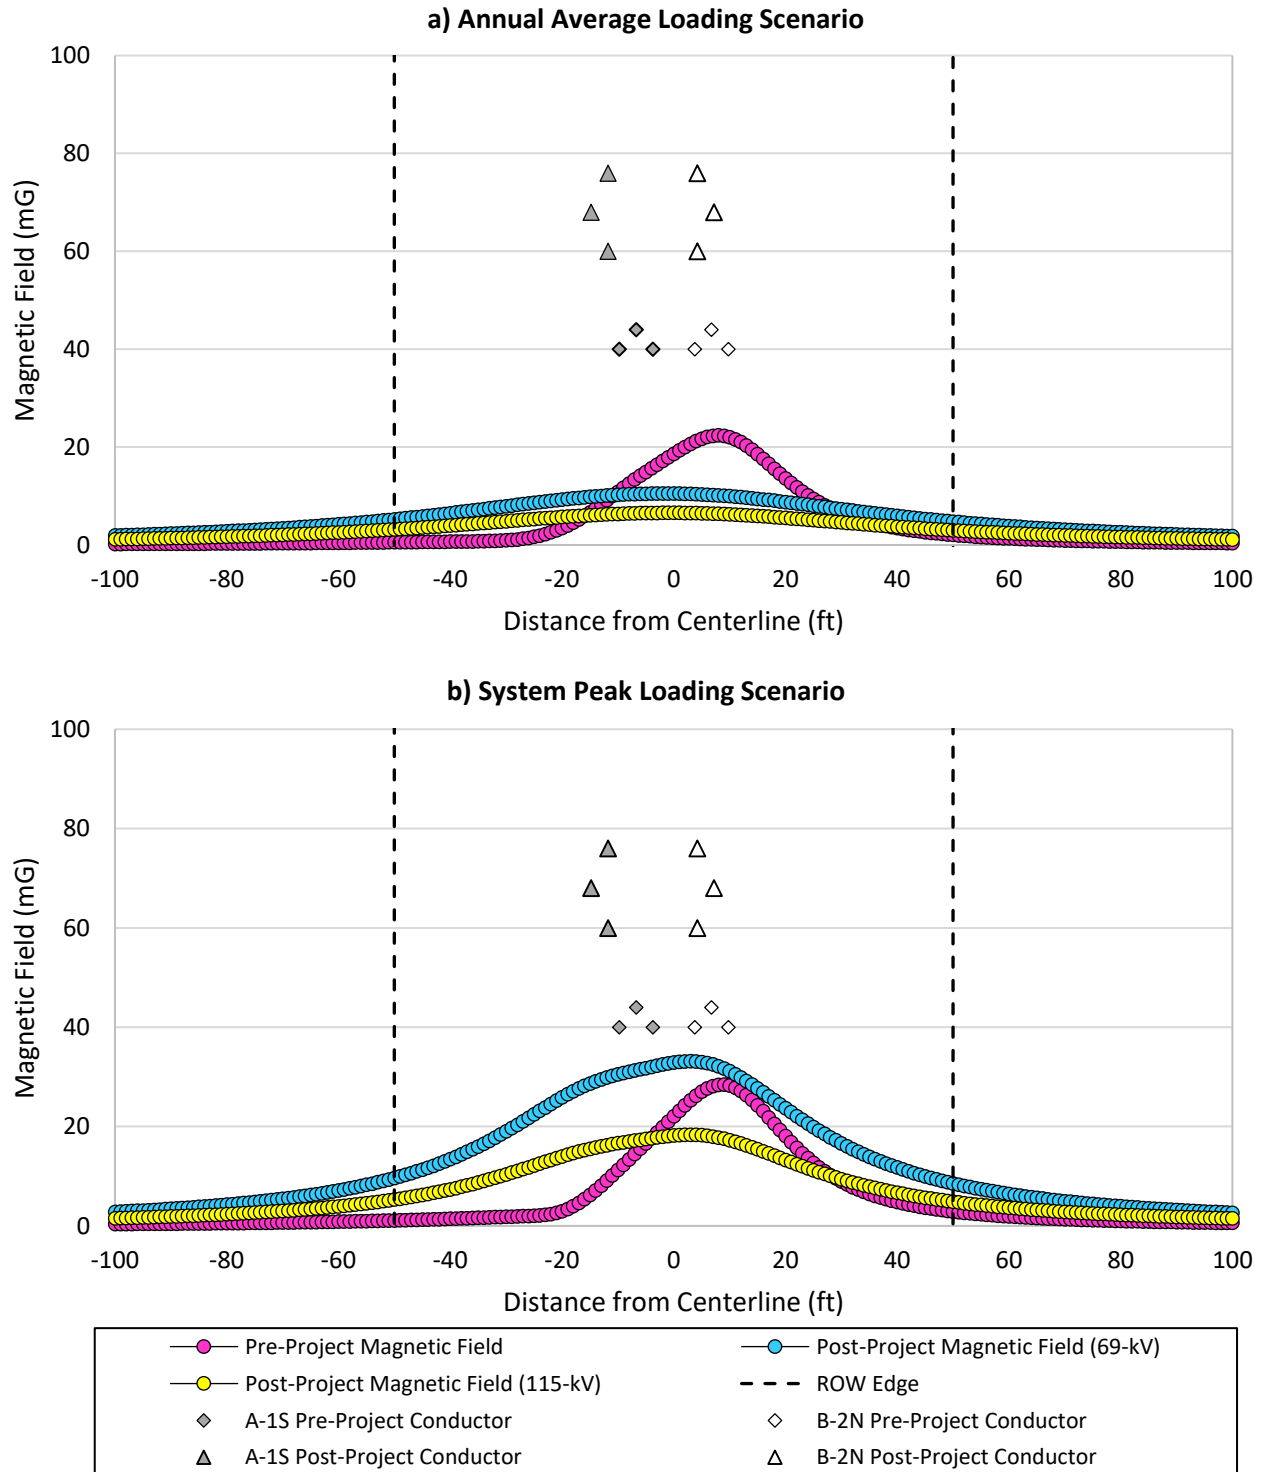 a) Annual Average Loading Scenario
100
80
60
40
20
0
Magnetic Field (mG)
-100 -80 -60 -40 -20 0 20 40 60 80 100
Distance from Centerline (ft)
b) System Peak Loading Scenario
100
80
60
40
20
0
Magnetic Field (mG)
-100 -80 -60 -40 -20 0 20 40 60 80 100
Distance from Centerline (ft)
Pre-Project Magnetic Field Post-Project Magnetic Field (69-kV)
Post-Project Magnetic Field (115-kV) ROW Edge
A-1S Pre-Project Conductor B-2N Pre-Project Conductor
A-1S Post-Project Conductor B-2N Post-Project Conductor